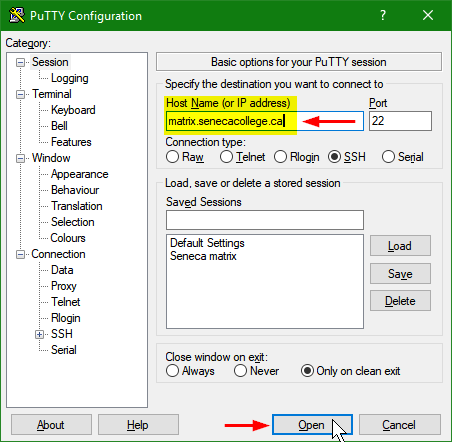 PuTTY Configuration
Category:
Session
Logging
Terminal
Keyboard
Bell
Features
Window
Appearance
Behaviour
Translation
Selection
Colours
Connection
Data
Proxy
Telnet
Rlogin
SSH
Serial
Basic options for your PuTTY session
Specify the destination you want to connect to
Host Name (or IP address) Port
matrix.senecacollege.ca 22
Connection type:
Raw Telnet Rlogin SSH Serial
Load, save or delete a stored session
Saved Sessions
Default Settings
Seneca matrix
Load
Save
Delete
Close window on exit:
Always Never Only on clean exit
About Help Open Cancel